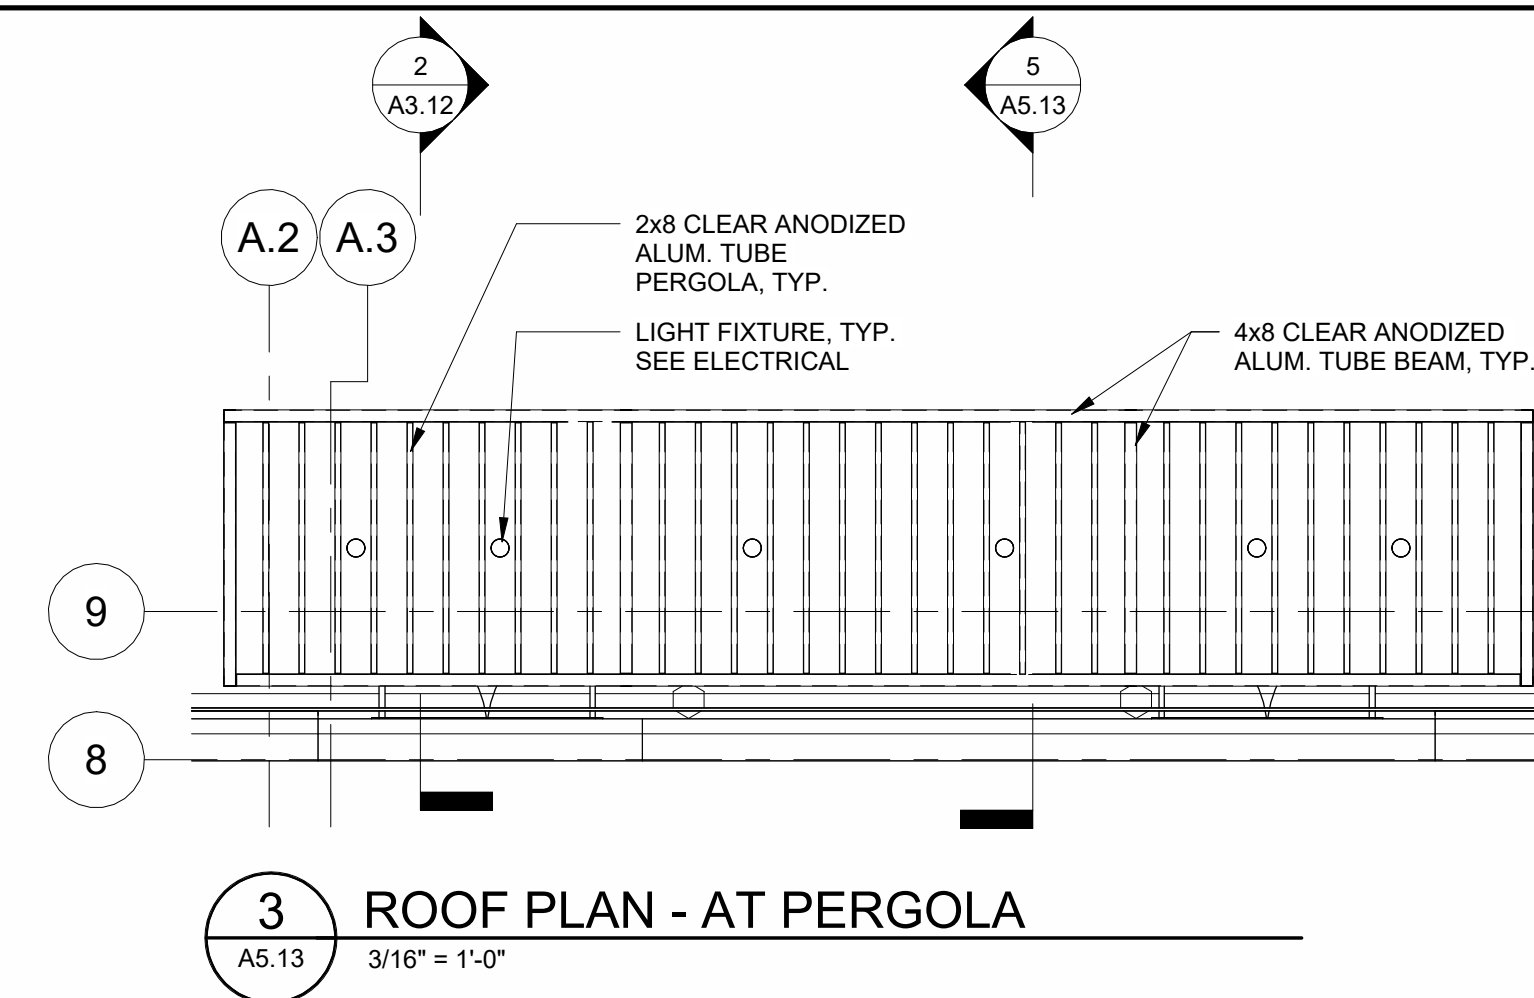 2
A3.12
5
A5.13
A.2
A.3
2x8 CLEAR ANODIZED
ALUM. TUBE
PERGOLA, TYP.
LIGHT FIXTURE, TYP.
SEE ELECTRICAL
4x8 CLEAR ANODIZED
ALUM. TUBE BEAM, TYP.
9
8
3
A5.13
ROOF PLAN - AT PERGOLA
3/16" = 1'-0"